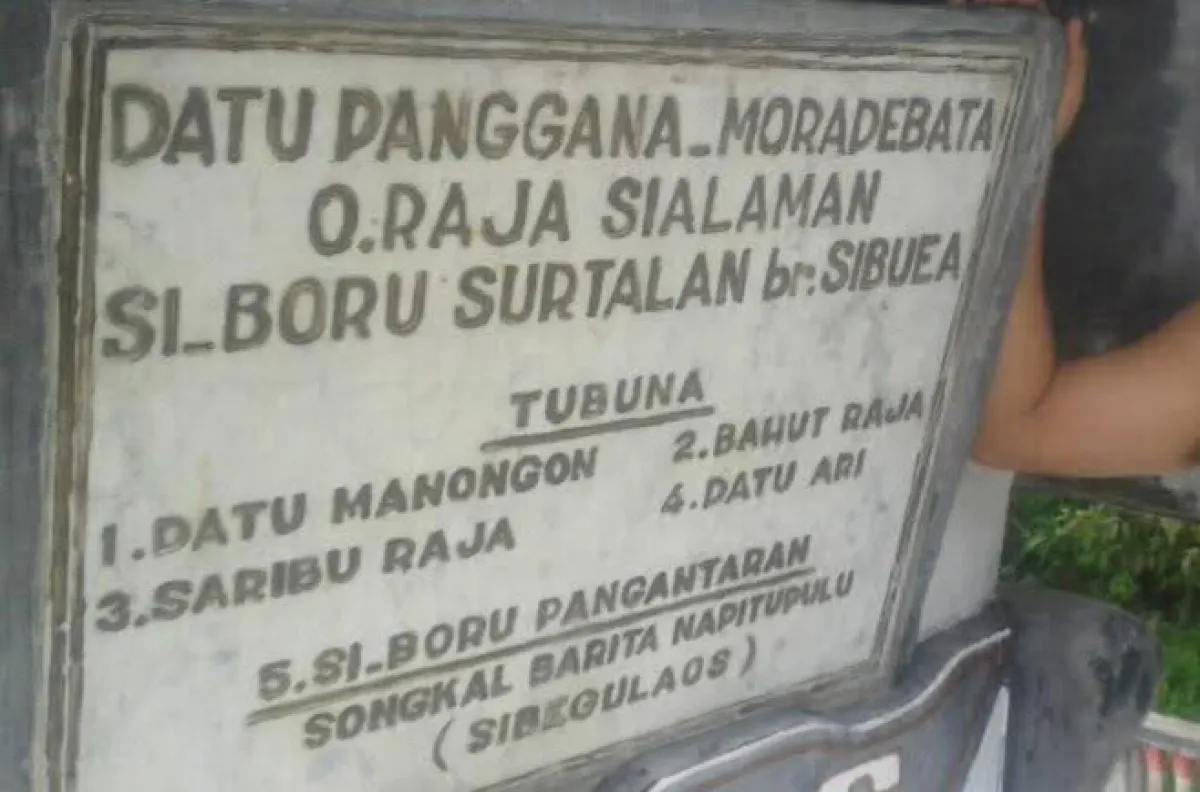 DATU PANGGANA_MORADEBATA
O.RAJA SIALAMAN
SI_BORU SURTALAN br:SIBUEA
TUBUNA
1.DATU MANONGON 2.BAHUT RAJA
3.SARIBU RAJA 4.DATU ARI
5.SI_BORU PANGANTARAN
SONGKAL BARITA NAPITUPULU
(SIBEGULAOS)